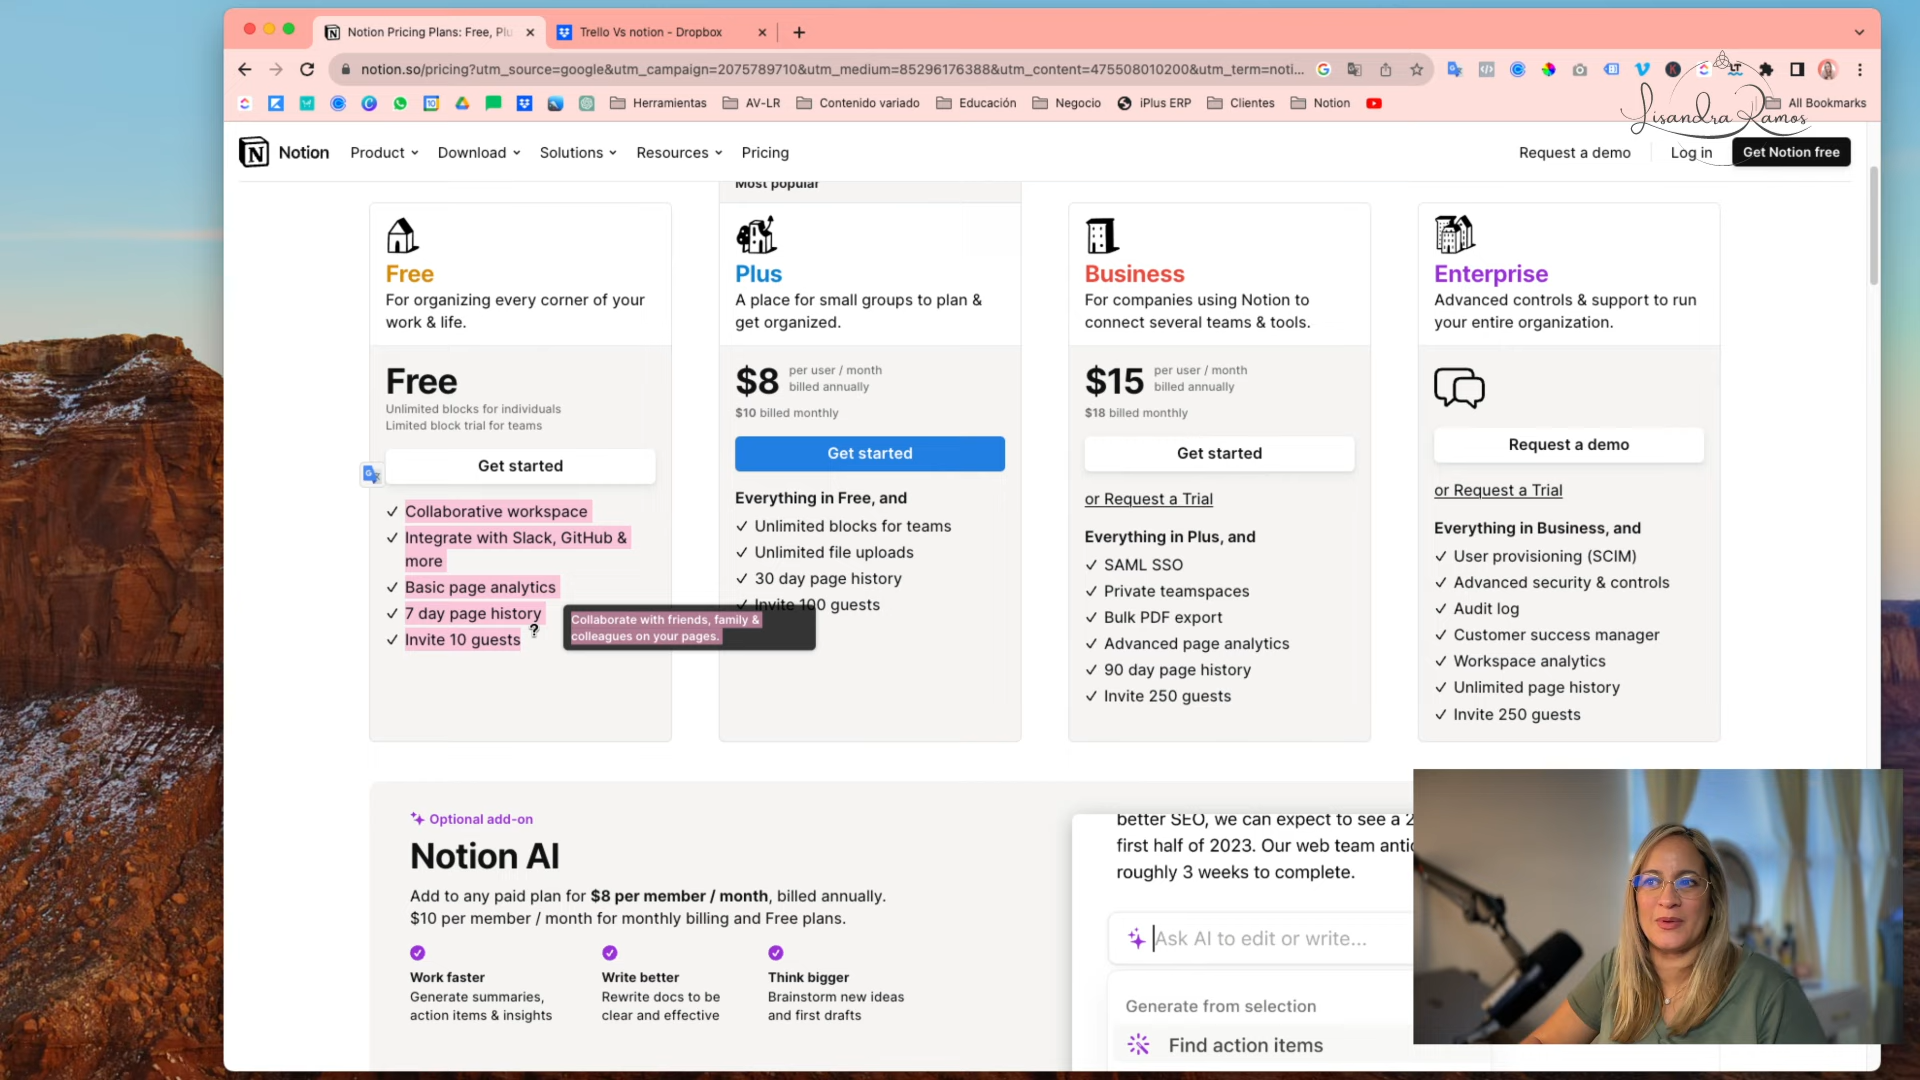 Notion Pricing Plans: Free, Plu
Trello Vs notion - Dropbox
notion.so/pricing?utm_source=google&utm_campaign=2075789710&utm_medium=85296176388&utm_content=475508010200&utm_term=noti...
Herramientas
AV-LR
Contenido variado
Educación
Negocio
iPlus ERP
Clientes
Notion
All Bookmarks
Lisandra Ramos
Notion
Product
Download
Solutions
Resources
Pricing
Request a demo
Log in
Get Notion free
Most popular
Free
For organizing every corner of your
work & life.
Free
Unlimited blocks for individuals
Limited block trial for teams
Get started
✓ Collaborative workspace
✓ Integrate with Slack, GitHub &
more
✓ Basic page analytics
✓ 7 day page history
✓ Invite 10 guests
Collaborate with friends, family &
colleagues on your pages.
Plus
A place for small groups to plan &
get organized.
$8 per user / month
billed annually
$10 billed monthly
Get started
Everything in Free, and
✓ Unlimited blocks for teams
✓ Unlimited file uploads
✓ 30 day page history
✓ Invite 100 guests
Business
For companies using Notion to
connect several teams & tools.
$15 per user / month
billed annually
$18 billed monthly
Get started
or Request a Trial
Everything in Plus, and
✓ SAML SSO
✓ Private teamspaces
✓ Bulk PDF export
✓ Advanced page analytics
✓ 90 day page history
✓ Invite 250 guests
Enterprise
Advanced controls & support to run
your entire organization.
Request a demo
or Request a Trial
Everything in Business, and
✓ User provisioning (SCIM)
✓ Advanced security & controls
✓ Audit log
✓ Customer success manager
✓ Workspace analytics
✓ Unlimited page history
✓ Invite 250 guests
Optional add-on
Notion AI
Add to any paid plan for $8 per member / month, billed annually.
$10 per member / month for monthly billing and Free plans.
Work faster
Generate summaries,
action items & insights
Write better
Rewrite docs to be
clear and effective
Think bigger
Brainstorm new ideas
and first drafts
better SEO, we can expect to see a 2
first half of 2023. Our web team antic
roughly 3 weeks to complete.
Ask AI to edit or write...
Generate from selection
Find action items